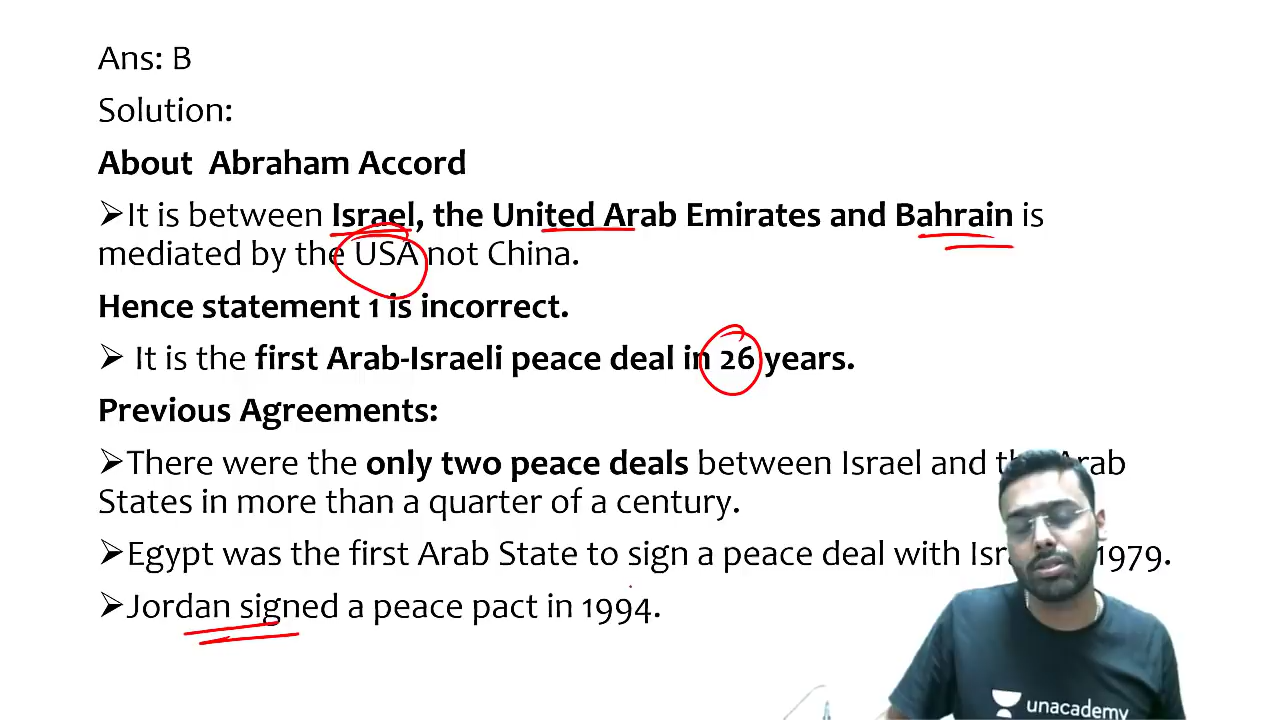 Ans: B
Solution:
About Abraham Accord
➢It is between Israel, the United Arab Emirates and Bahrain is
mediated by the USA not China.
Hence statement 1 is incorrect.
➢ It is the first Arab-Israeli peace deal in 26 years.
Previous Agreements:
➢There were the only two peace deals between Israel and the Arab
States in more than a quarter of a century.
➢Egypt was the first Arab State to sign a peace deal with 1979.
➢Jordan signed a peace pact in 1994.
unacademy